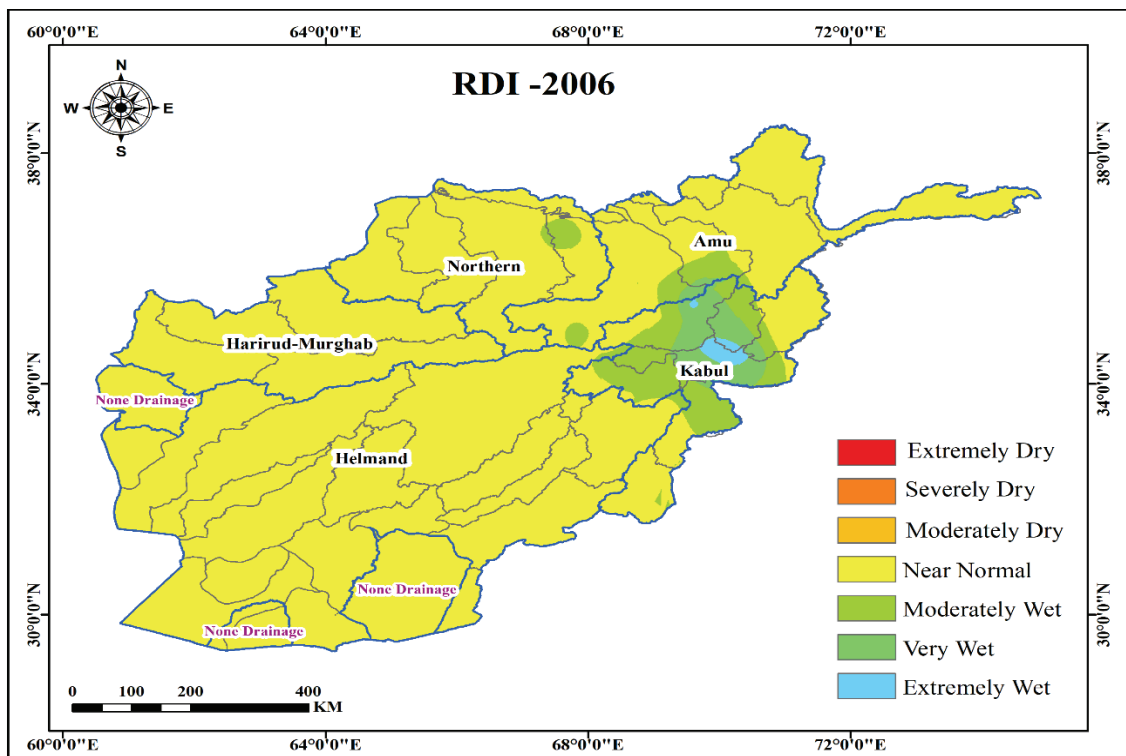 60°0'0"E 64°0'0"E 68°0'0"E 72°0'0"E
RDI -2006
N
W E
S
38°0'0"N 38°0'0"N
Amu
Northern
Harirud-Murghab
Kabul
34°0'0"N 34°0'0"N
None Drainage
Helmand
Extremely Dry
Severely Dry
Moderately Dry
Near Normal
None Drainage
Moderately Wet
30°0'0"N 30°0'0"N
None Drainage
Very Wet
Extremely Wet
0 100 200 400
KM
60°0'0"E 64°0'0"E 68°0'0"E 72°0'0"E